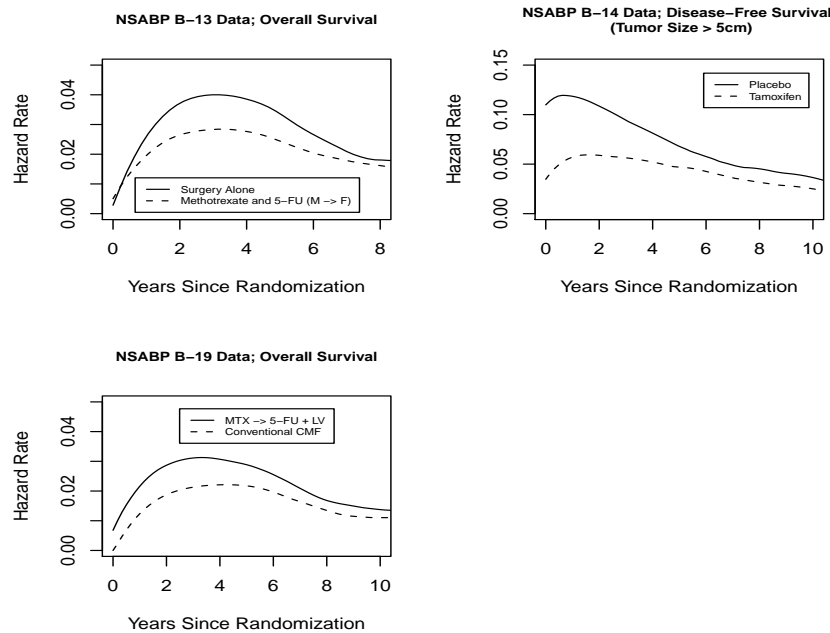 NSABP B−13 Data; Overall Survival
Hazard Rate
0.00 0.02 0.04
Surgery Alone
Methotrexate and 5−FU (M −> F)
0 2 4 6 8
Years Since Randomization
NSABP B−14 Data; Disease−Free Survival
(Tumor Size > 5cm)
Hazard Rate
0.00 0.05 0.10 0.15
Placebo
Tamoxifen
0 2 4 6 8 10
Years Since Randomization
NSABP B−19 Data; Overall Survival
Hazard Rate
0.00 0.02 0.04
MTX −> 5−FU + LV
Conventional CMF
0 2 4 6 8 10
Years Since Randomization